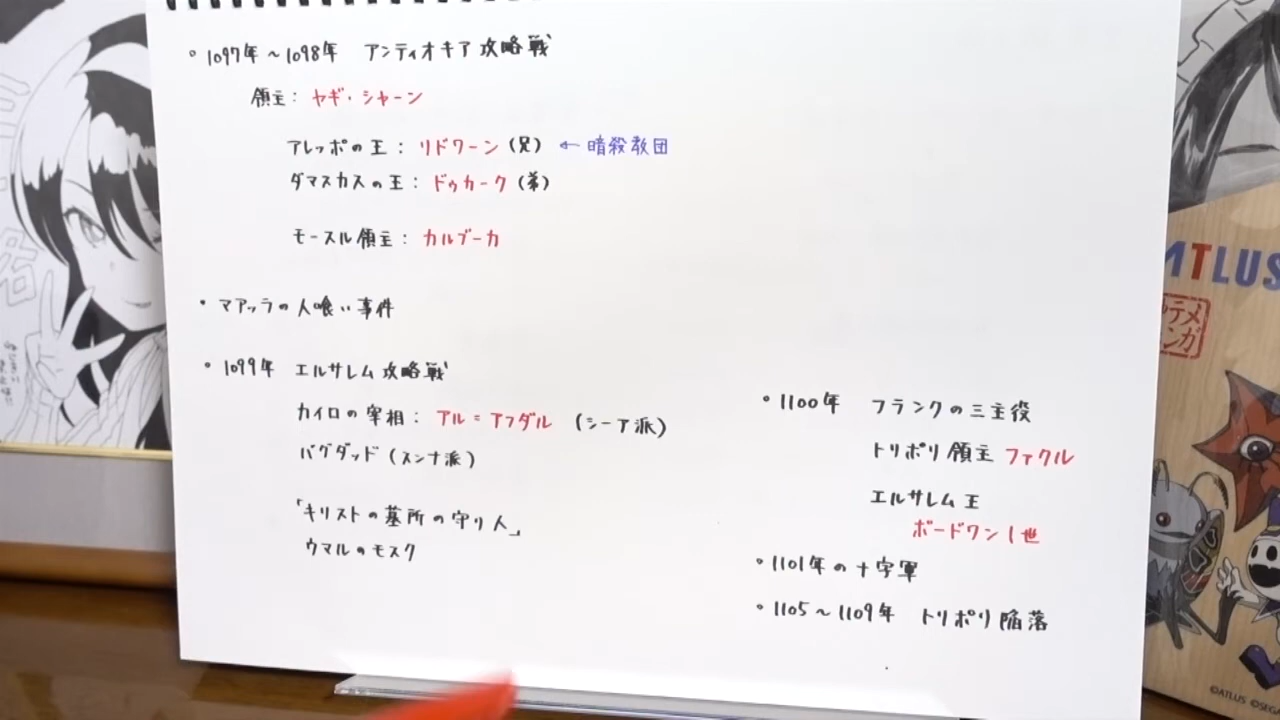 • 1097年～1098年 アンティオキア攻略戦
領主: ヤギ・シャーン
アレッポの王: リドワーン(兄) ← 暗殺教団
ダマスカスの王: ドゥカーク(弟)
モースル領主: カルブーカ
• マアッラの人喰い事件
• 1099年 エルサレム攻略戦
カイロの宰相: アル=アフダル (シーア派)
バグダッド(スンナ派)
「キリストの墓所の守り人」
ウマルのモスク
• 1100年 フランクの三主役
トリポリ領主 ファクル
エルサレム王
ボードワン1世
• 1101年の十字軍
• 1105～1109年 トリポリ陥落
MTLUS
©ATLUS ©SEGA